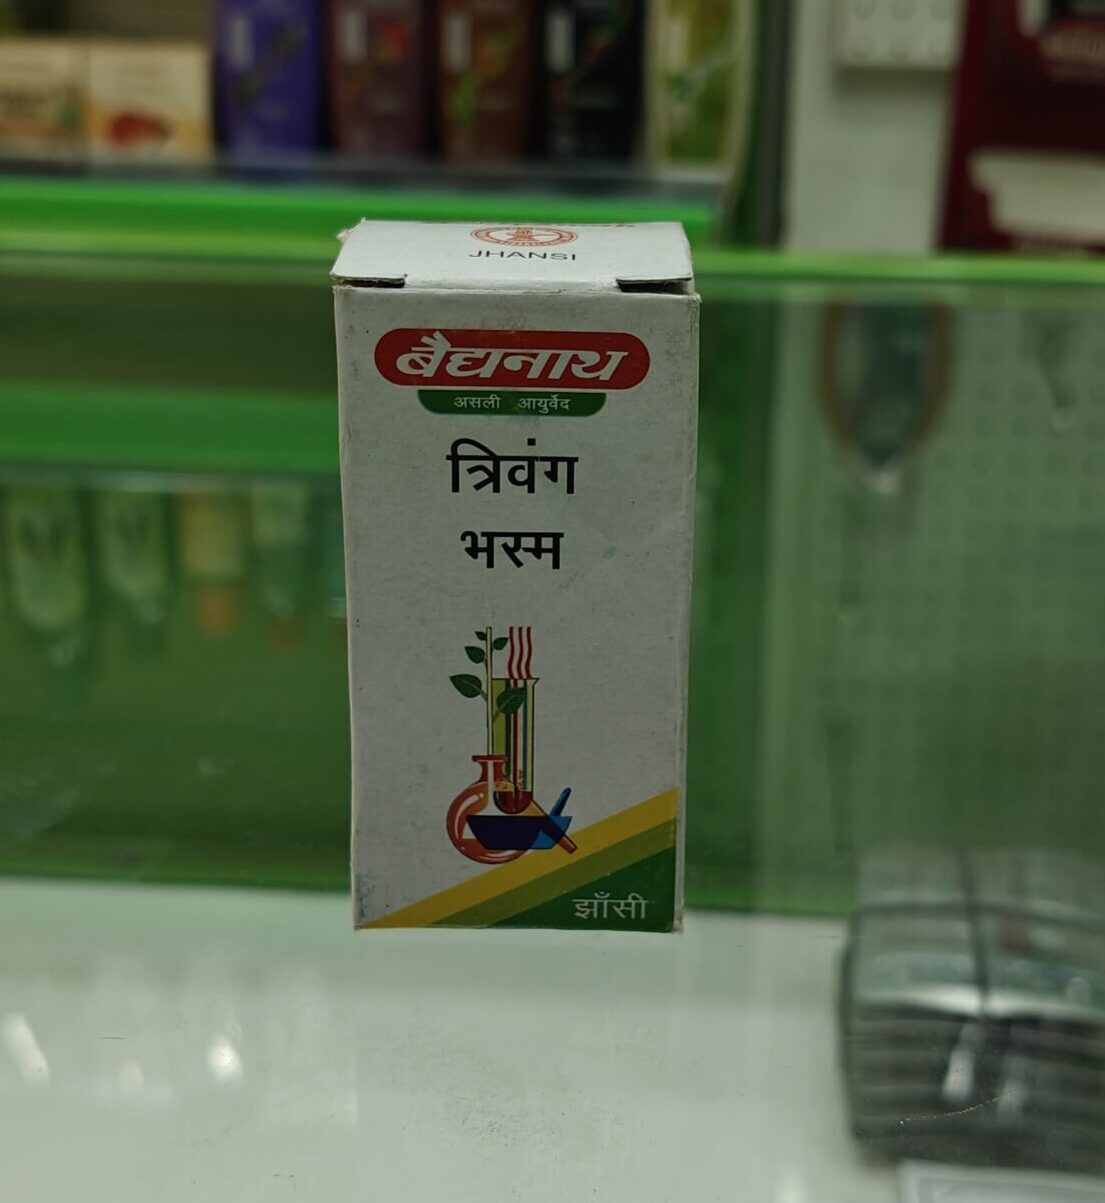 JHANSI
बैद्यनाथ
असली आयुर्वेद
त्रिवंग
भस्म
झाँसी